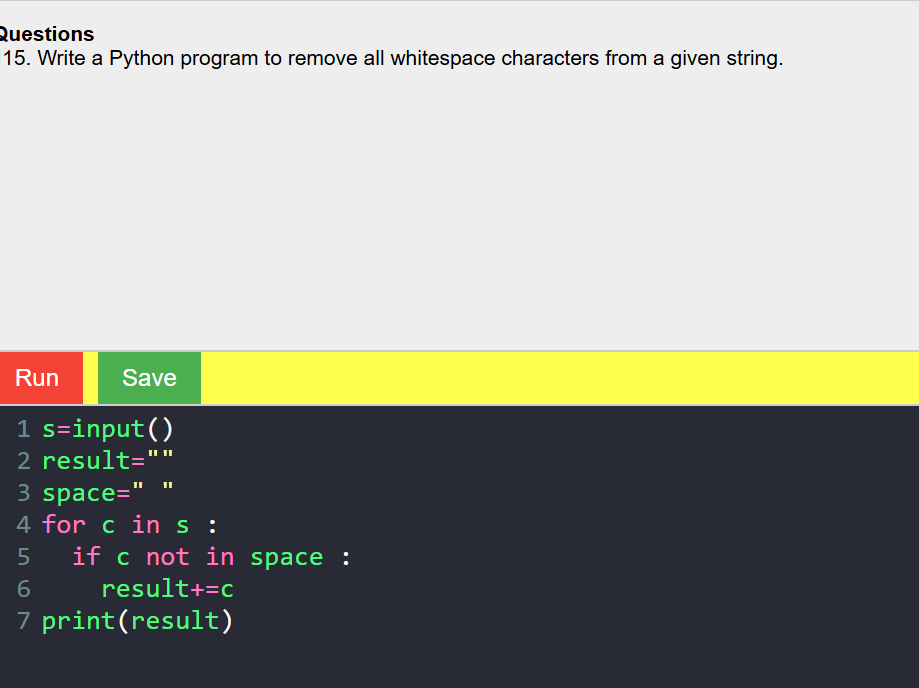 Questions
15. Write a Python program to remove all whitespace characters from a given string.
Run Save
1 s=input()
2 result=""
3 space=" "
4 for c in s :
5   if c not in space :
6     result+=c
7 print(result)